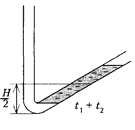 H
2
t₁ + t₂